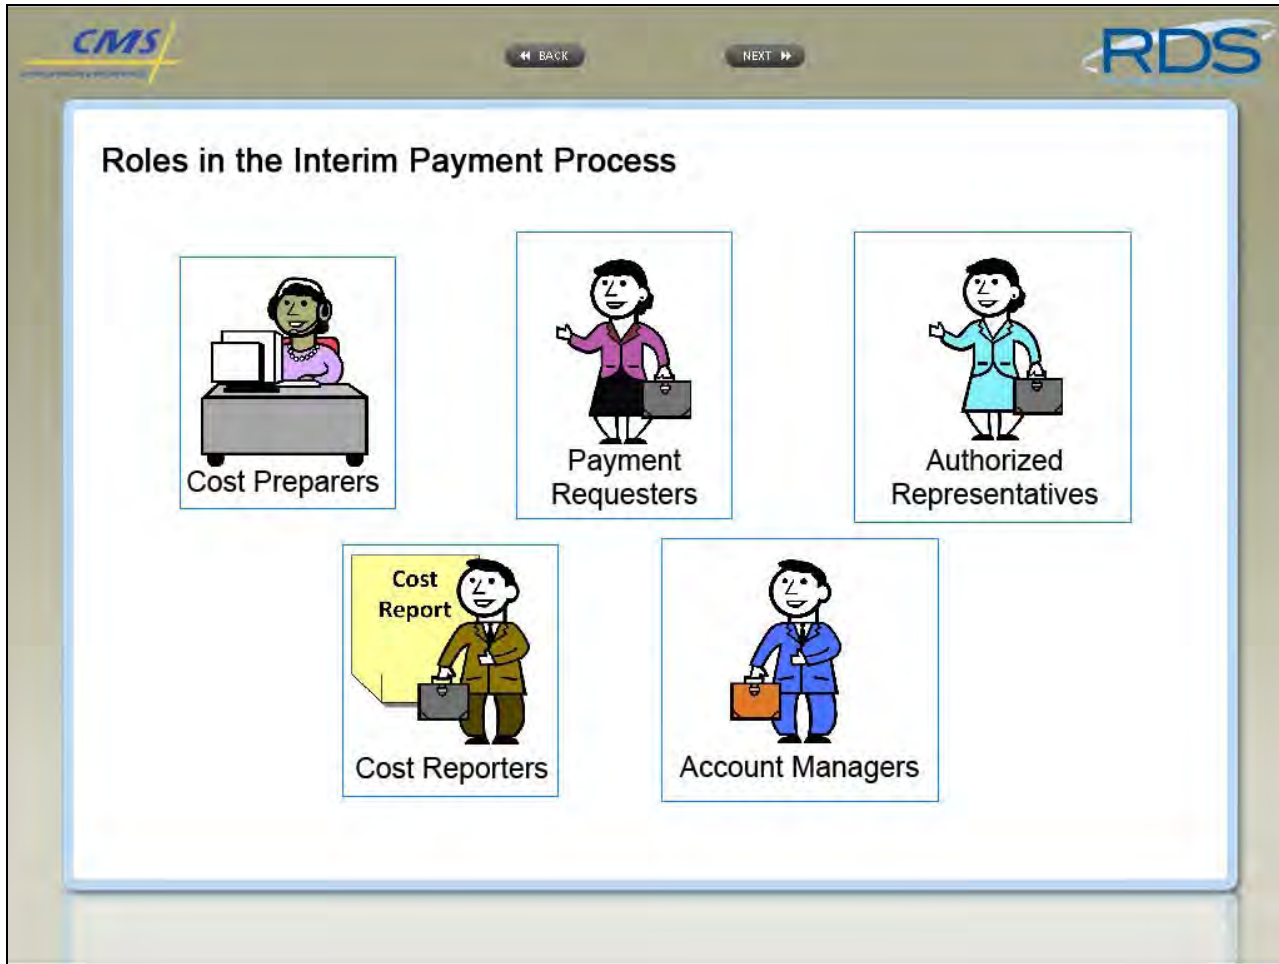 CMS
BACK
NEXT
RDS
Roles in the Interim Payment Process
Cost Preparers
Payment
Requesters
Authorized
Representatives
Cost
Report
Cost Reporters
Account Managers